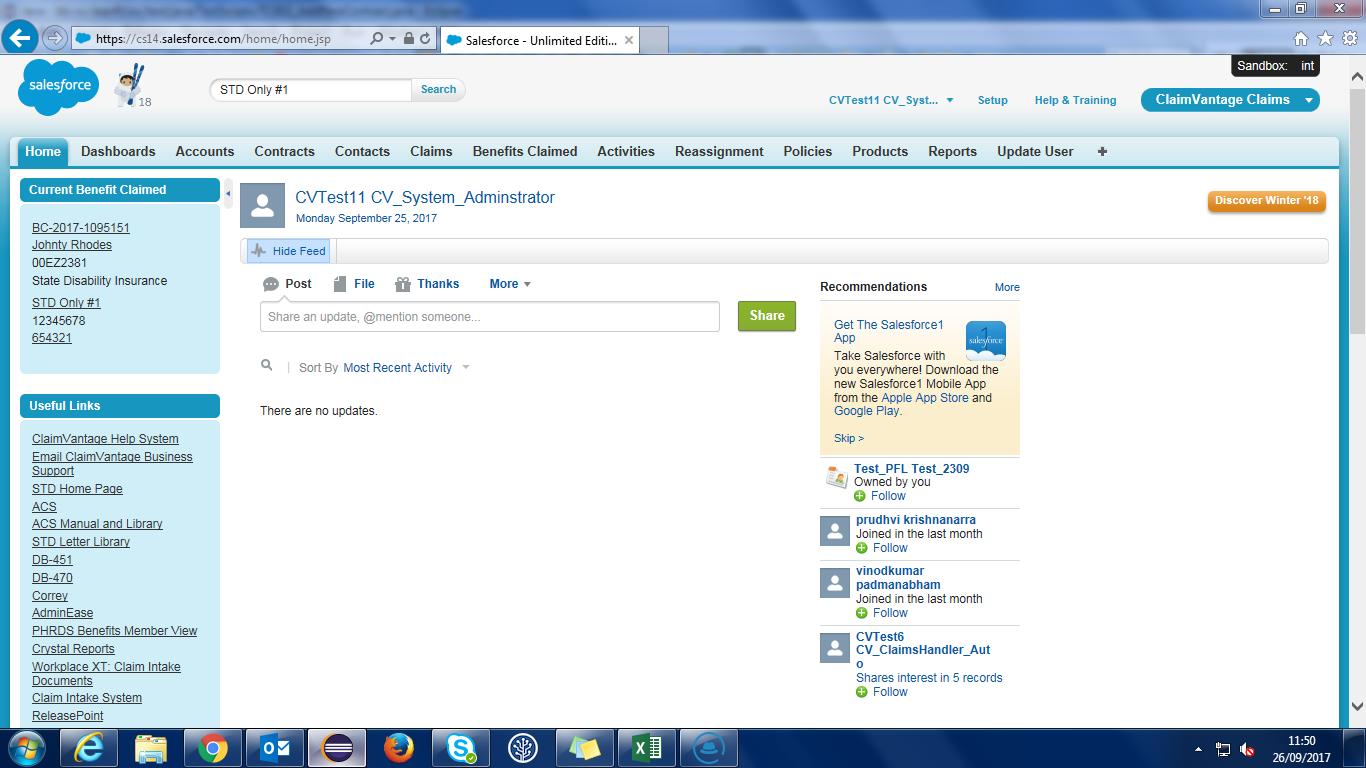 https://cs14.salesforce.com/home/home.jsp
Salesforce - Unlimited Editi...
Sandbox: int
salesforce
18
STD Only #1
Search
CVTest11 CV_Syst...
Setup
Help & Training
ClaimVantage Claims
Home
Dashboards
Accounts
Contracts
Contacts
Claims
Benefits Claimed
Activities
Reassignment
Policies
Products
Reports
Update User
Current Benefit Claimed
BC-2017-1095151
Johnty Rhodes
00EZ2381
State Disability Insurance
STD Only #1
12345678
654321
Useful Links
ClaimVantage Help System
Email ClaimVantage Business
Support
STD Home Page
ACS
ACS Manual and Library
STD Letter Library
DB-451
DB-470
Correy
AdminEase
PHRDS Benefits Member View
Crystal Reports
Workplace XT: Claim Intake
Documents
Claim Intake System
ReleasePoint
CVTest11 CV_System_Adminstrator
Monday September 25, 2017
Discover Winter '18
Hide Feed
Post
File
Thanks
More
Share an update, @mention someone...
Share
Sort By Most Recent Activity
There are no updates.
Recommendations
More
Get The Salesforce1
App
salesforce
1
Take Salesforce with
you everywhere! Download the
new Salesforce1 Mobile App
from the Apple App Store and
Google Play.
Skip >
Test_PFL Test_2309
Owned by you
Follow
prudhvi krishnanarra
Joined in the last month
Follow
vinodkumar
padmanabham
Joined in the last month
Follow
CVTest6
CV_ClaimsHandler_Aut
o
Shares interest in 5 records
Follow
11:50
26/09/2017